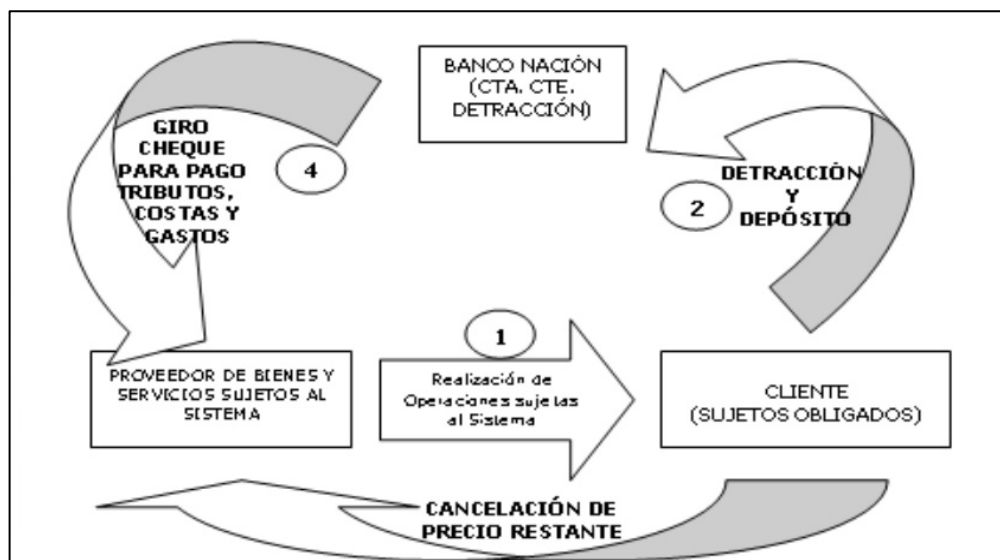 BANCO NACIÓN
(CTA. CTE.
DETRACCIÓN)
GIRO
CHEQUE
PARA PAGO
TRIBUTOS,
COSTAS Y
GASTOS
4
DETRACCIÓN
Y
DEPÓSITO
2
1
PROVEEDOR DE BIENES Y
SERVICIOS SUJETOS AL
SISTEMA
Realización de
Operaciones sujetas
al Sistema
CLIENTE
(SUJETOS OBLIGADOS)
CANCELACIÓN DE
PRECIO RESTANTE